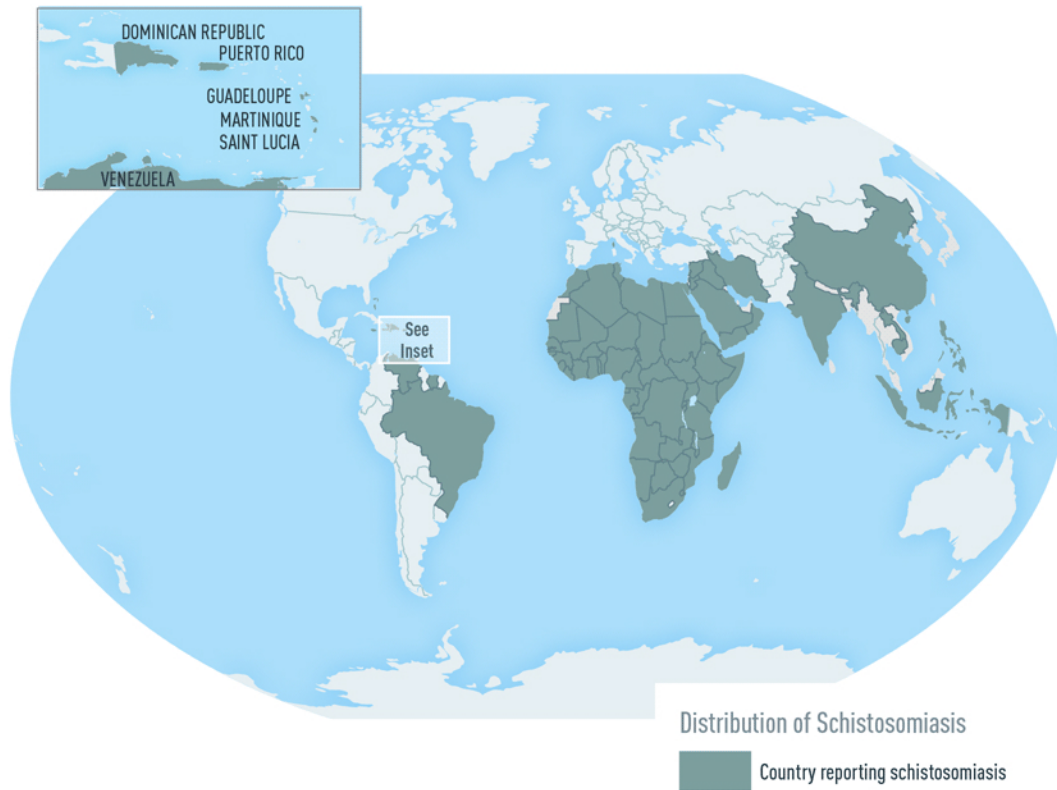 DOMINICAN REPUBLIC
PUERTO RICO
GUADELOUPE
MARTINIQUE
SAINT LUCIA
VENEZUELA
See
Inset
Distribution of Schistosomiasis
Country reporting schistosomiasis